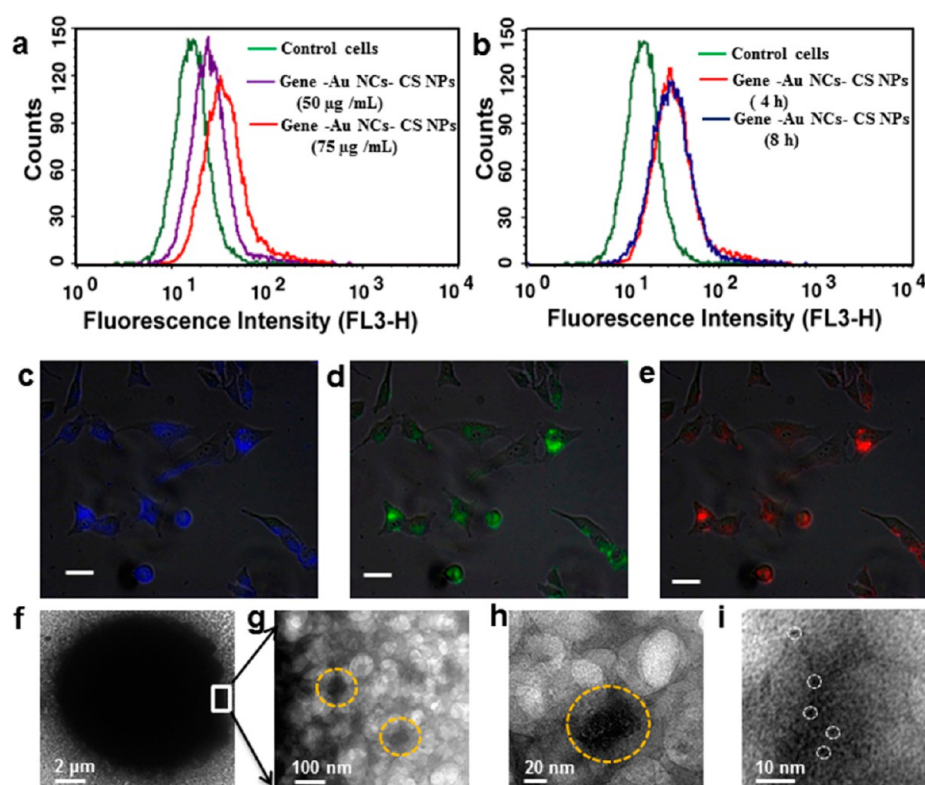 a
150
120
90
60
30
0
Counts
Control cells
Gene -Au NCs- CS NPs
(50 µg /mL)
Gene -Au NCs- CS NPs
(75 µg /mL)
10^0 10^1 10^2 10^3 10^4
Fluorescence Intensity (FL3-H)
b
150
120
90
60
30
0
Counts
Control cells
Gene -Au NCs- CS NPs
( 4 h)
Gene -Au NCs- CS NPs
(8 h)
10^0 10^1 10^2 10^3 10^4
Fluorescence Intensity (FL3-H)
c
d
e
f
2 µm
g
100 nm
h
20 nm
i
10 nm